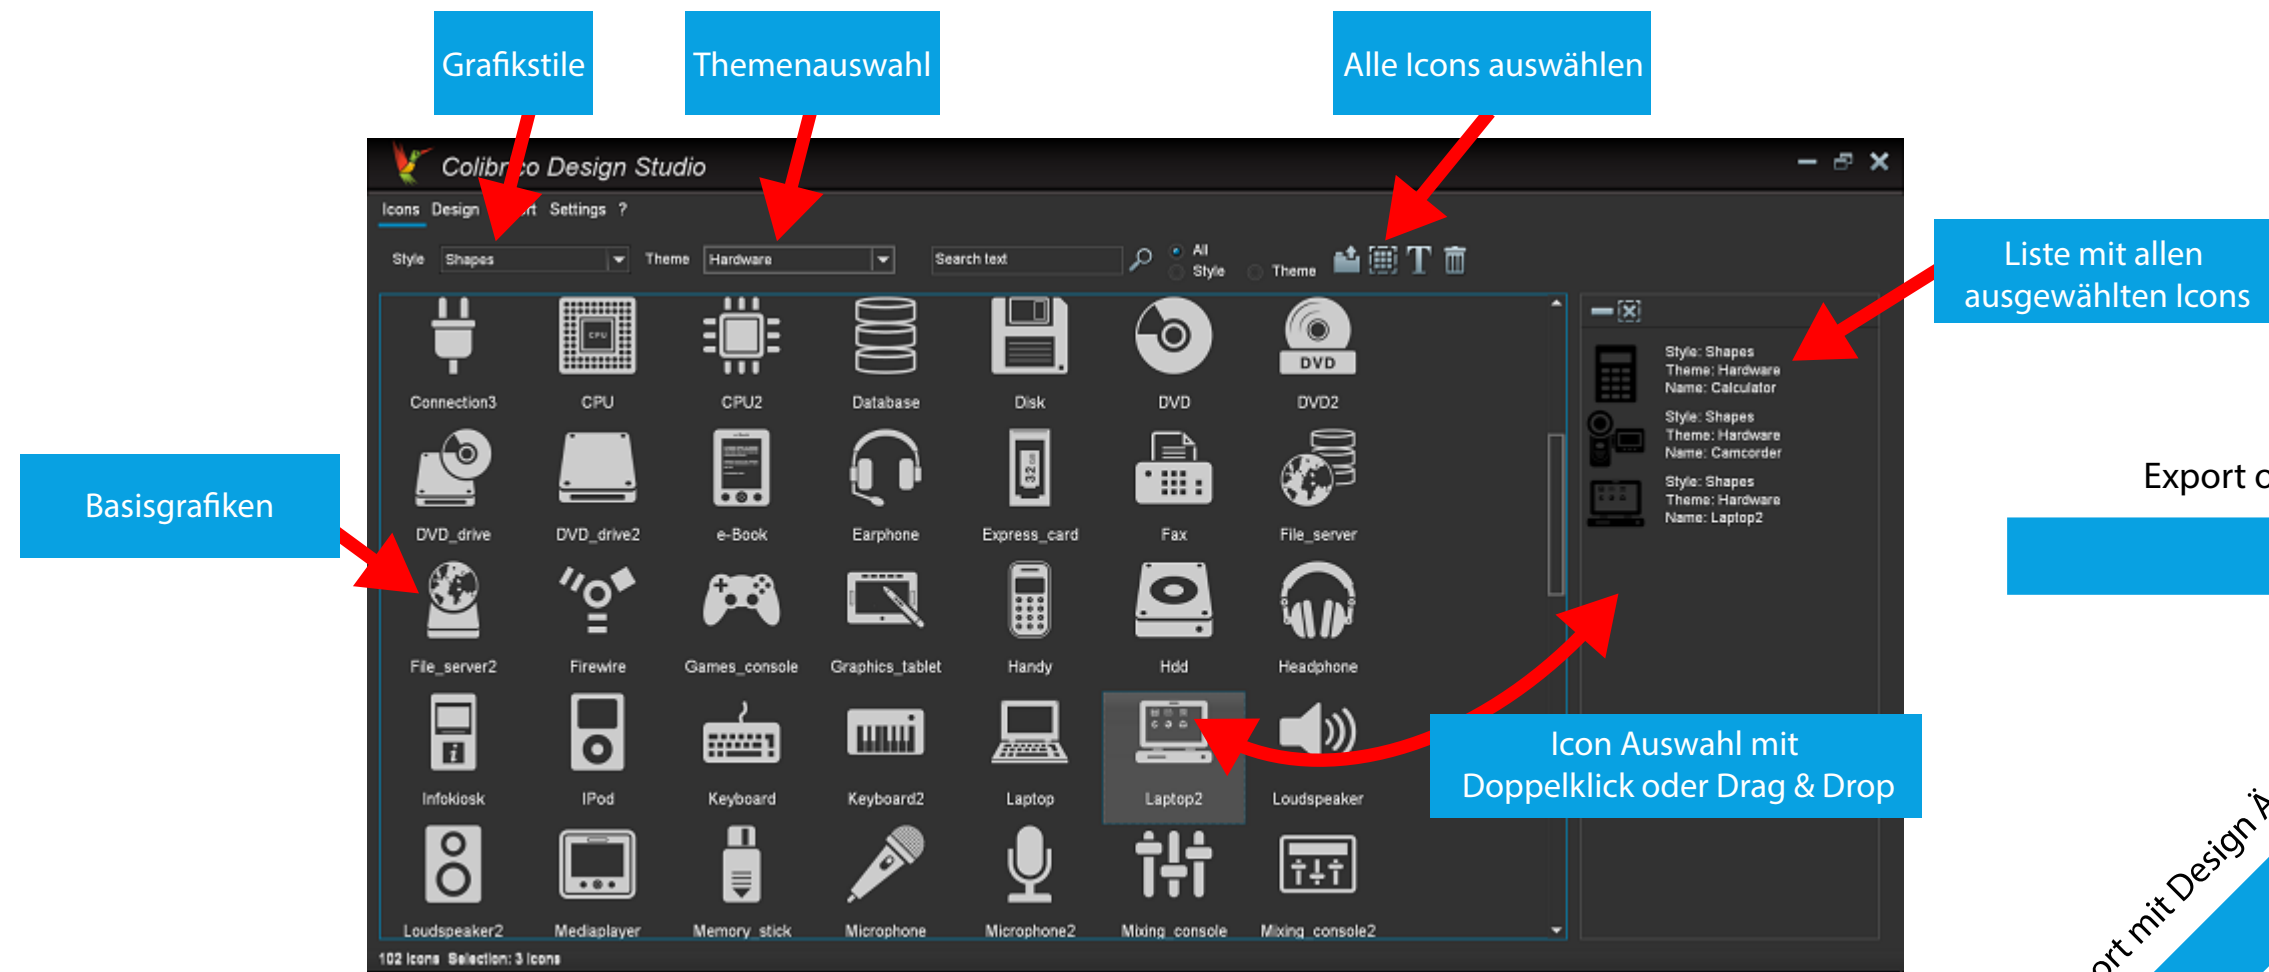 Grafikstile
Themenauswahl
Alle Icons auswählen
Colibrico Design Studio
Icons Design rt Settings ?
Style Shapes Theme Hardware Search text All
Style Theme T
Liste mit allen
ausgewählten Icons
Style: Shapes
Theme: Hardware
Name: Calculator
Style: Shapes
Theme: Hardware
Name: Camcorder
Style: Shapes
Theme: Hardware
Name: Laptop2
CPU
DVD
Connection3 CPU CPU2 Database Disk DVD DVD2
32 GB
Basisgrafiken
DVD_drive DVD_drive2 e-Book Earphone Express_card Fax File_server
File_server2 Firewire Games_console Graphics_tablet Handy Hdd Headphone
i
Infokiosk IPod Keyboard Keyboard2 Laptop Laptop2 Loudspeaker
Icon Auswahl mit
Doppelklick oder Drag & Drop
Loudspeaker2 Mediaplayer Memory_stick Microphone Microphone2 Mixing_console Mixing_console2
102 Icons Selection: 3 Icons
Export o
ort mit Design Ä